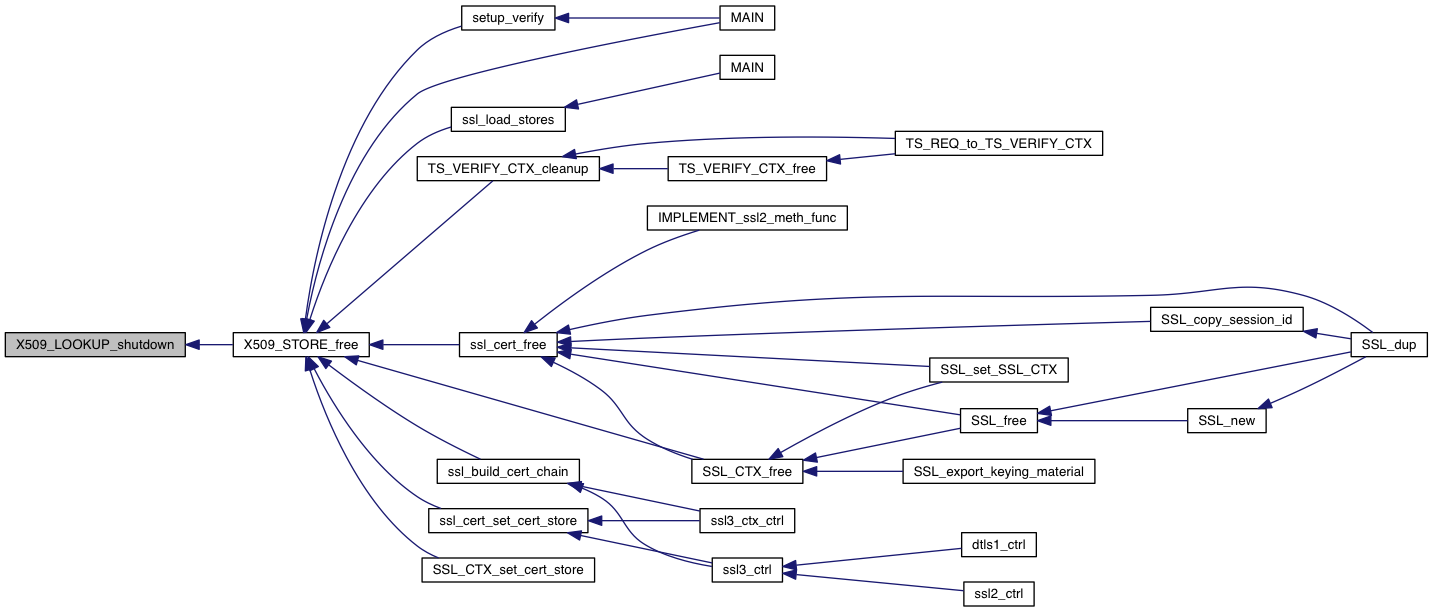 setup_verify
MAIN
MAIN
ssl_load_stores
TS_REQ_to_TS_VERIFY_CTX
TS_VERIFY_CTX_cleanup
TS_VERIFY_CTX_free
IMPLEMENT_ssl2_meth_func
SSL_copy_session_id
X509_LOOKUP_shutdown
X509_STORE_free
ssl_cert_free
SSL_dup
SSL_set_SSL_CTX
SSL_free
SSL_new
ssl_build_cert_chain
SSL_CTX_free
SSL_export_keying_material
ssl_cert_set_cert_store
ssl3_ctx_ctrl
dtls1_ctrl
SSL_CTX_set_cert_store
ssl3_ctrl
ssl2_ctrl